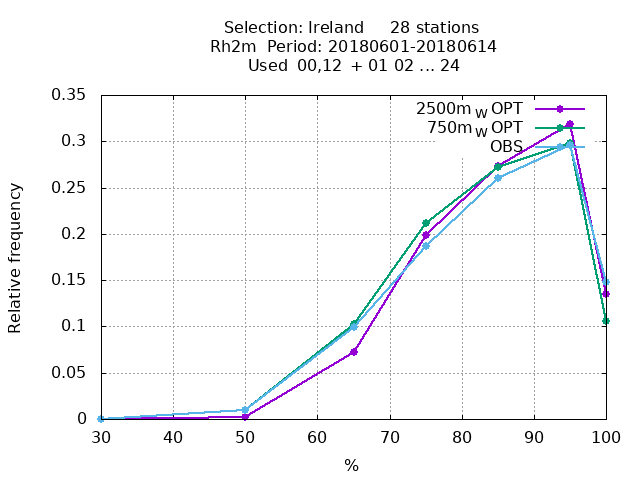 Selection: Ireland 28 stations
Rh2m Period: 20180601-20180614
Used 00,12 + 01 02 ... 24
2500m_W OPT
750m_W OPT
OBS
0.35
0.3
0.25
0.2
0.15
0.1
0.05
0
30 40 50 60 70 80 90 100
%
Relative frequency